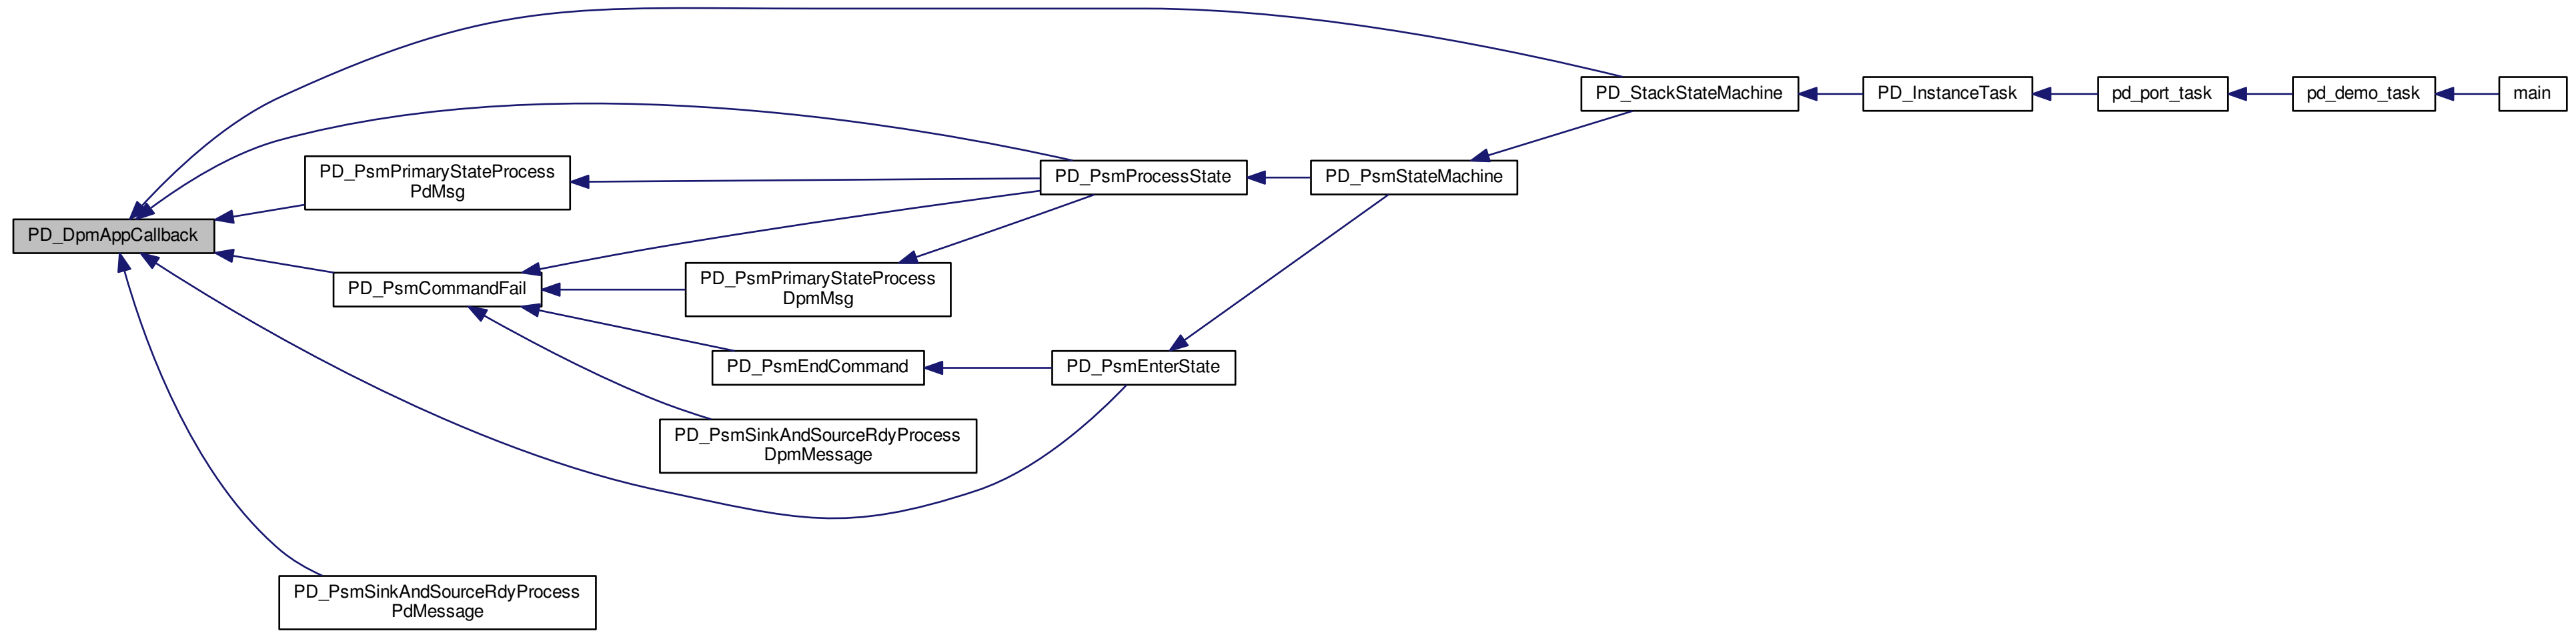 PD_StackStateMachine
PD_InstanceTask
pd_port_task
pd_demo_task
main
PD_PsmPrimaryStateProcess
PdMsg
PD_PsmProcessState
PD_PsmStateMachine
PD_DpmAppCallback
PD_PsmCommandFail
PD_PsmPrimaryStateProcess
DpmMsg
PD_PsmEndCommand
PD_PsmEnterState
PD_PsmSinkAndSourceRdyProcess
DpmMessage
PD_PsmSinkAndSourceRdyProcess
PdMessage